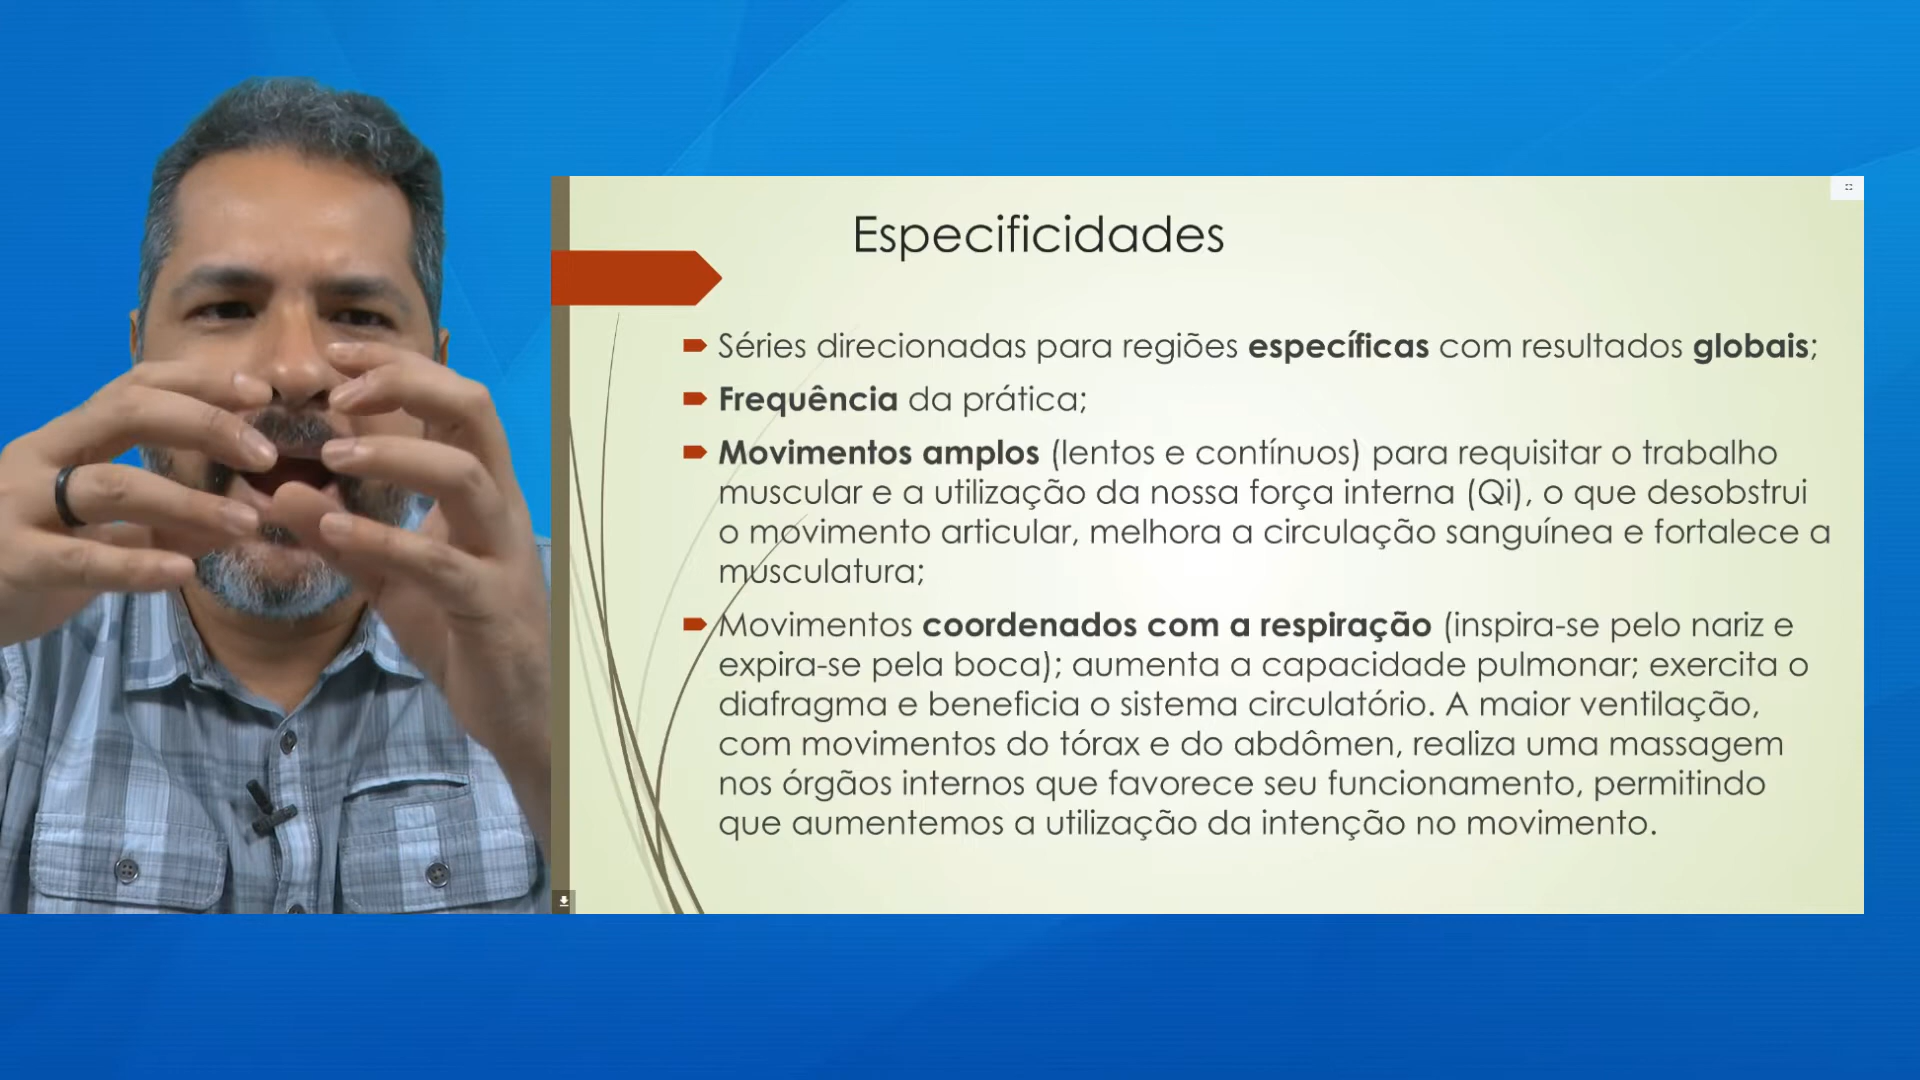 Especificidades
Séries direcionadas para regiões específicas com resultados globais;
Frequência da prática;
Movimentos amplos (lentos e contínuos) para requisitar o trabalho
muscular e a utilização da nossa força interna (Qi), o que desobstrui
o movimento articular, melhora a circulação sanguínea e fortalece a
musculatura;
Movimentos coordenados com a respiração (inspira-se pelo nariz e
expira-se pela boca); aumenta a capacidade pulmonar; exercita o
diafragma e beneficia o sistema circulatório. A maior ventilação,
com movimentos do tórax e do abdômen, realiza uma massagem
nos órgãos internos que favorece seu funcionamento, permitindo
que aumentemos a utilização da intenção no movimento.